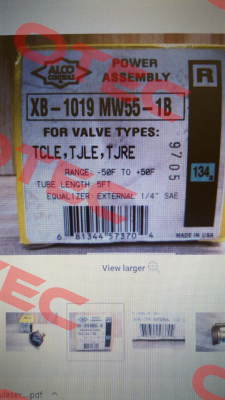 ALCO
CONTROLS
POWER
ASSEMBLY
R
XB-1019 MW55-1B
FOR VALVE TYPES:
TCLE,TJLE,TJRE
9705
134a
RANGE -50F TO +50F
TUBE LENGTH 5FT
EQUALIZER EXTERNAL 1/4" SAE
6 81344 57370 4
MADE IN USA
View larger